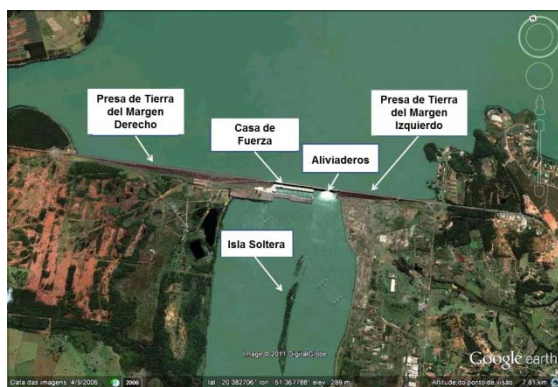 Presa de Tierra
del Margen
Derecho
Casa de
Fuerza
Presa de Tierra
del Margen
Izquierdo
Aliviaderos
Isla Soltera
Image © 2011 DigitalGlobe
Google earth
Data das imagens: 4/9/2006
2006
lat -20.382706° lon -51.367788° elev 289 m
Altitude do ponto de visão 7.81 km